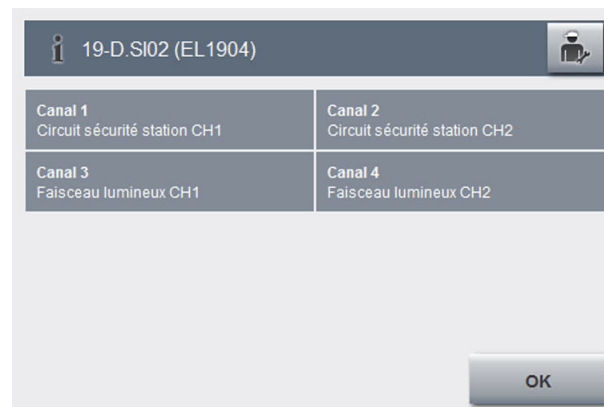 19-D.SI02 (EL1904)
Canal 1
Circuit sécurité station CH1
Canal 2
Circuit sécurité station CH2
Canal 3
Faisceau lumineux CH1
Canal 4
Faisceau lumineux CH2
OK